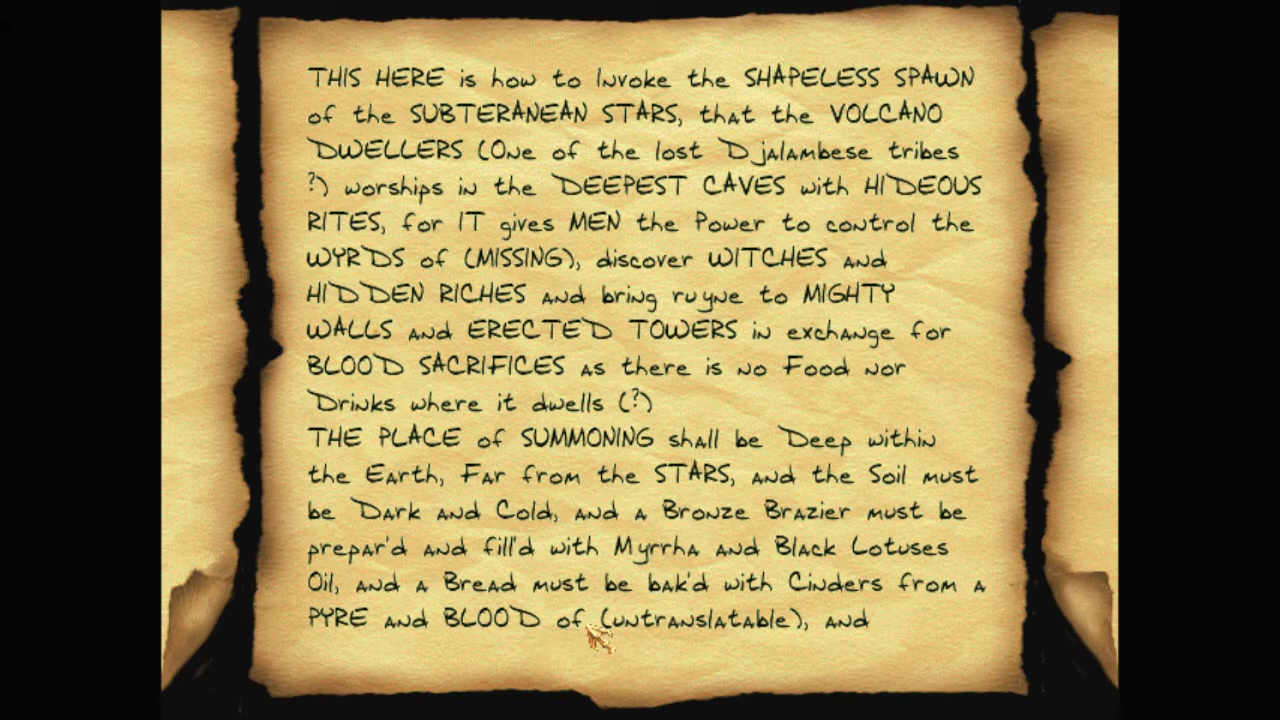 THIS HERE is how to Invoke the SHAPELESS SPAWN
of the SUBTERANEAN STARS, that the VOLCANO
DWELLERS (One of the lost Djalambese tribes
?) worships in the DEEPEST CAVES with HIDEOUS
RITES, for IT gives MEN the Power to control the
WYRDS of (MISSING), discover WITCHES and
HIDDEN RICHES and bring ruyne to MIGHTY
WALLS and ERECTED TOWERS in exchange for
BLOOD SACRIFICES as there is no Food nor
Drinks where it dwells (?)
THE PLACE of SUMMONING shall be Deep within
the Earth, Far from the STARS, and the Soil must
be Dark and Cold, and a Bronze Brazier must be
prepar'd and fill'd with Myrrha and Black Lotuses
Oil, and a Bread must be bak'd with Cinders from a
PYRE and BLOOD of (untranslatable), and